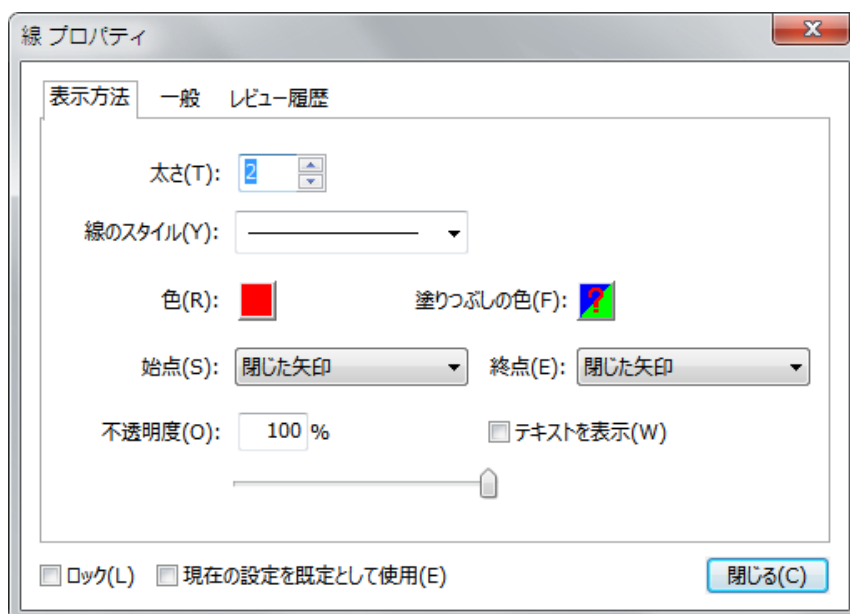 線 プロパティ
表示方法 一般 レビュー履歴
太さ(T): 2
線のスタイル(Y):
色(R): 塗りつぶしの色(F): ?
始点(S): 閉じた矢印 終点(E): 閉じた矢印
不透明度(O): 100 % テキストを表示(W)
ロック(L) 現在の設定を既定として使用(E) 閉じる(C)